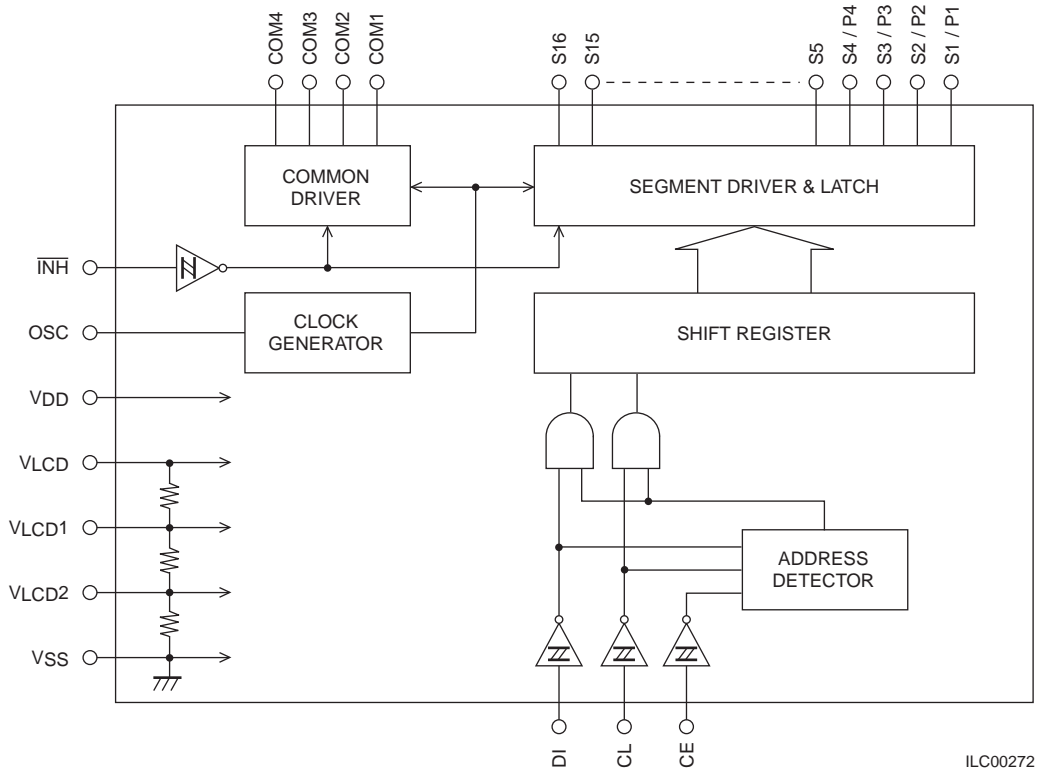 COM4
COM3
COM2
COM1
S16
S15
S5
S4 / P4
S3 / P3
S2 / P2
S1 / P1
COMMON
DRIVER
SEGMENT DRIVER & LATCH
INH
OSC
CLOCK
GENERATOR
SHIFT REGISTER
VDD
VLCD
VLCD1
VLCD2
VSS
ADDRESS
DETECTOR
DI
CL
CE
ILC00272